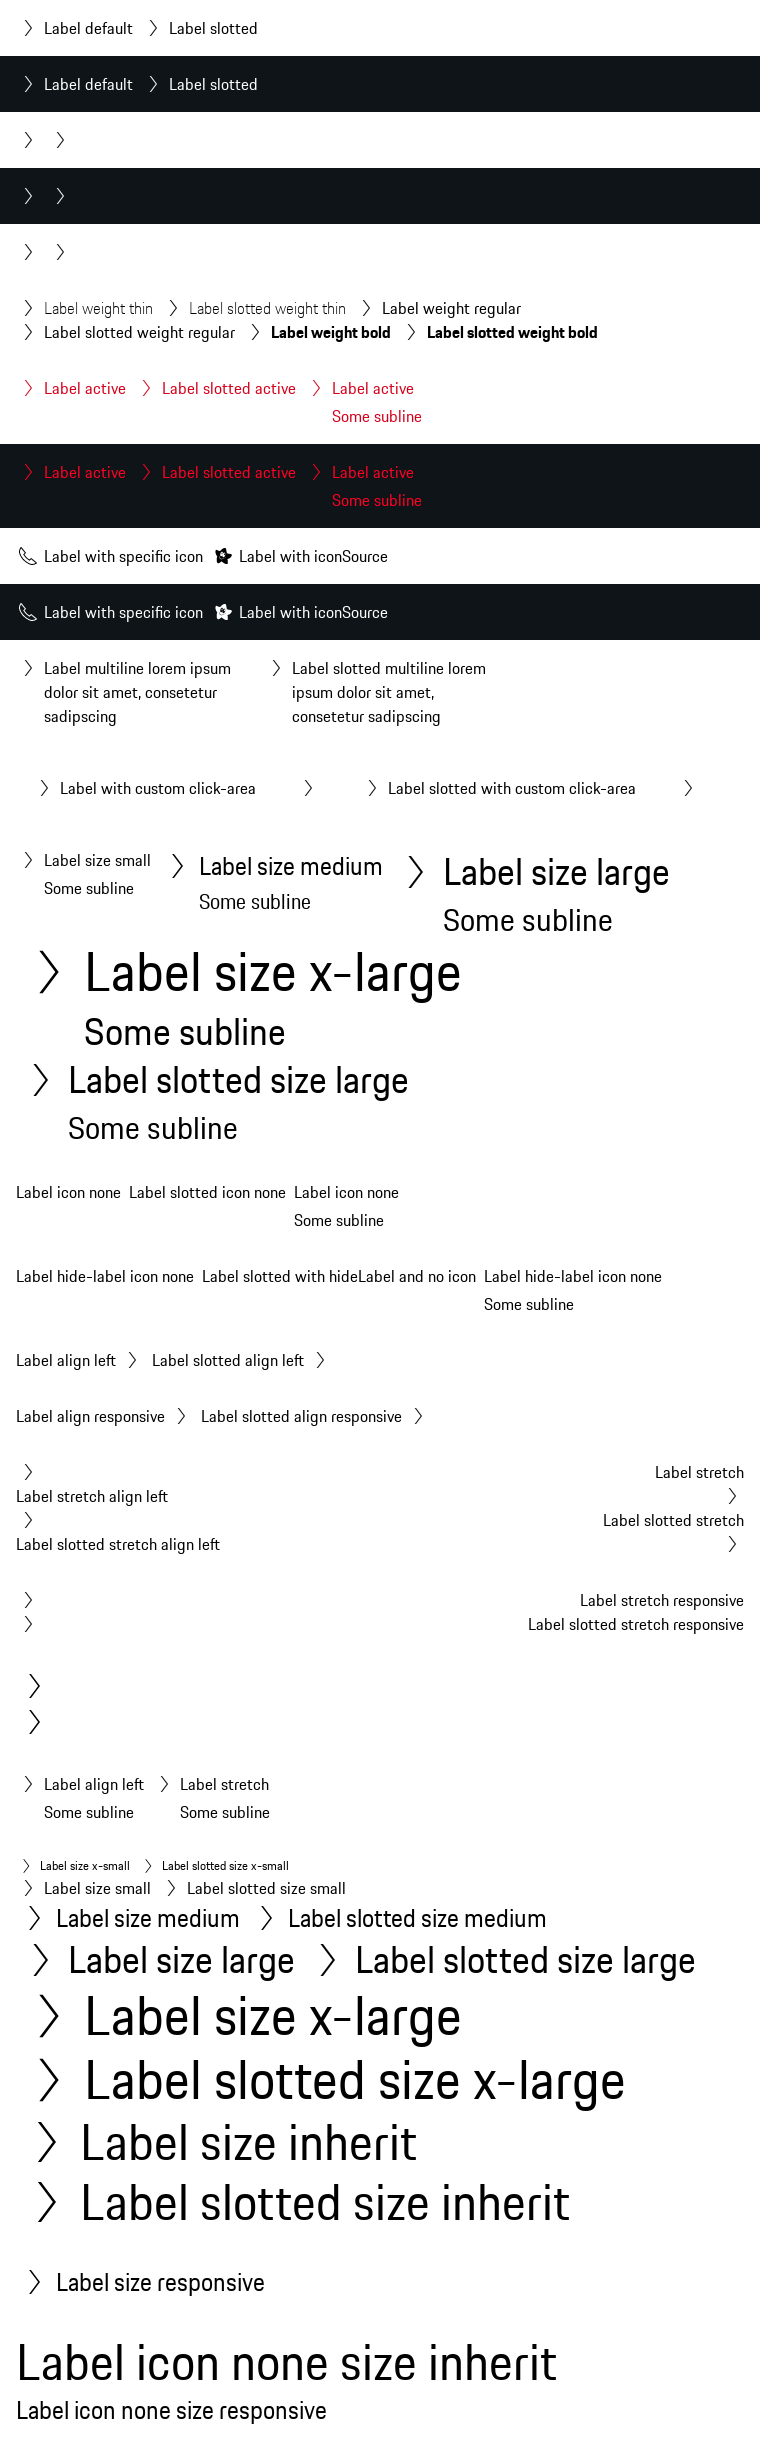 Label default Label slotted
Label default Label slotted
Label weight thin Label slotted weight thin Label weight regular
Label slotted weight regular Label weight bold Label slotted weight bold
Label active Label slotted active Label active
Some subline
Label active Label slotted active Label active
Some subline
Label with specific icon Label with iconSource
Label with specific icon Label with iconSource
Label multiline lorem ipsum
dolor sit amet, consetetur
sadipscing
Label slotted multiline lorem
ipsum dolor sit amet,
consetetur sadipscing
Label with custom click-area Label slotted with custom click-area
Label size small
Some subline
Label size medium
Some subline
Label size large
Some subline
Label size x-large
Some subline
Label slotted size large
Some subline
Label icon none Label slotted icon none Label icon none
Some subline
Label hide-label icon none Label slotted with hideLabel and no icon Label hide-label icon none
Some subline
Label align left Label slotted align left
Label align responsive Label slotted align responsive
Label stretch
Label stretch align left
Label slotted stretch
Label slotted stretch align left
Label stretch responsive
Label slotted stretch responsive
Label align left Label stretch
Some subline Some subline
Label size x-small Label slotted size x-small
Label size small Label slotted size small
Label size medium Label slotted size medium
Label size large Label slotted size large
Label size x-large
Label slotted size x-large
Label size inherit
Label slotted size inherit
Label size responsive
Label icon none size inherit
Label icon none size responsive